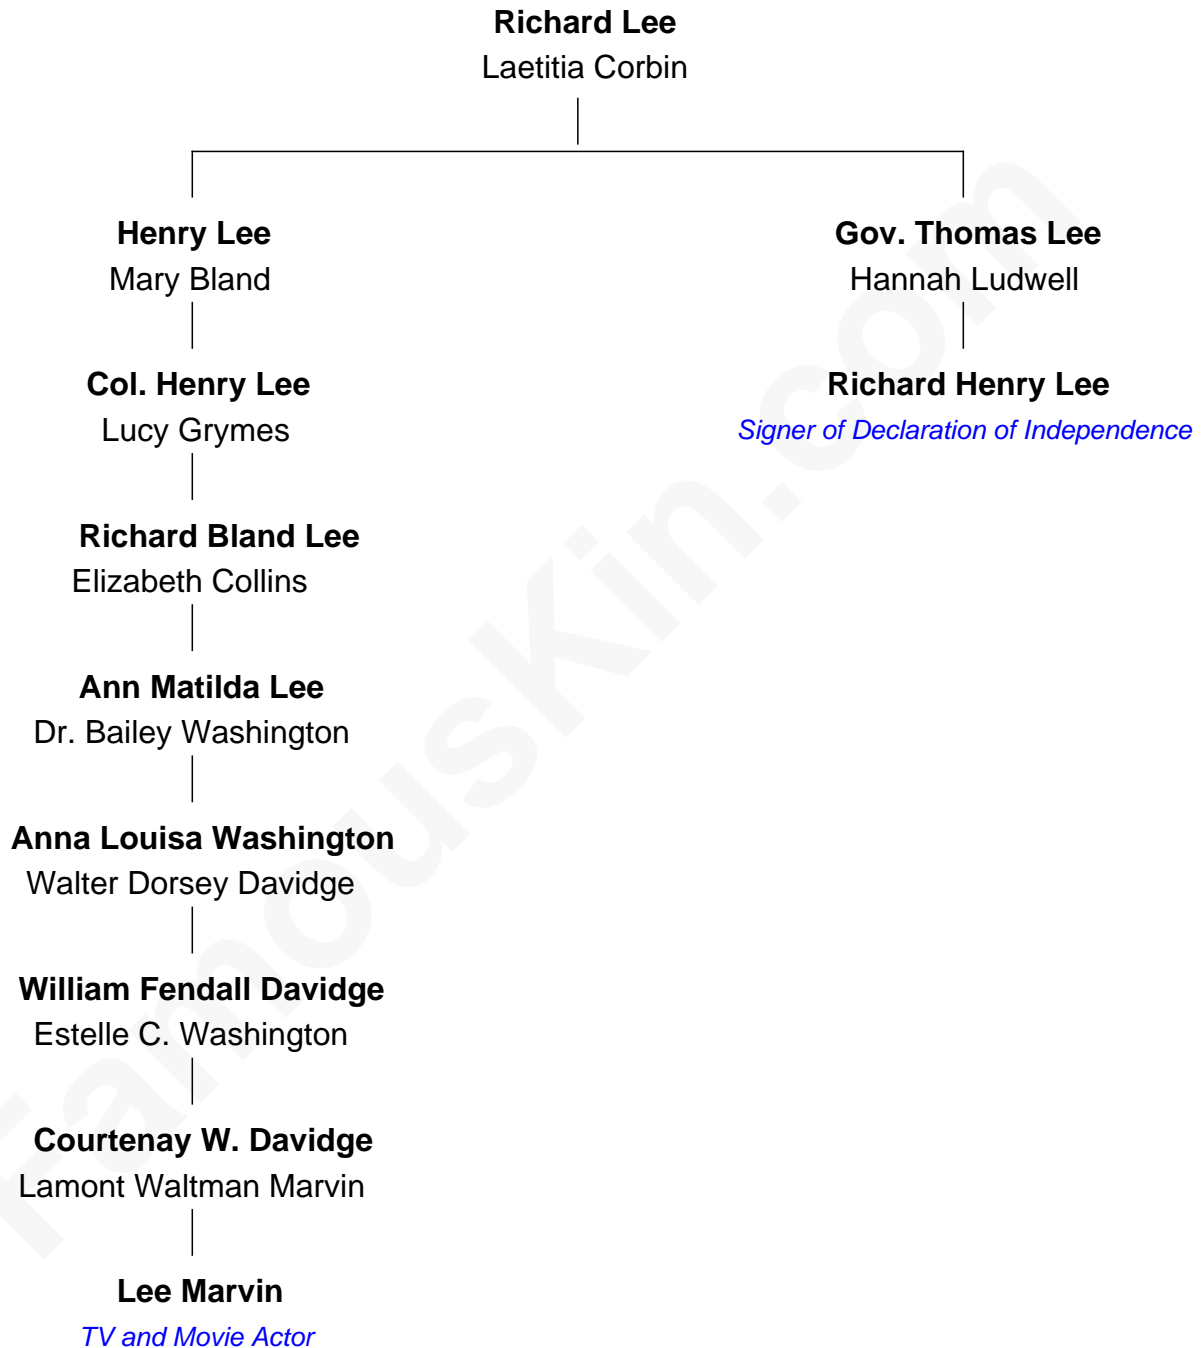 Richard Lee
Laetitia Corbin
Henry Lee
Mary Bland
Gov. Thomas Lee
Hannah Ludwell
Col. Henry Lee
Lucy Grymes
Richard Henry Lee
Signer of Declaration of Independence
Richard Bland Lee
Elizabeth Collins
Ann Matilda Lee
Dr. Bailey Washington
Anna Louisa Washington
Walter Dorsey Davidge
William Fendall Davidge
Estelle C. Washington
Courtenay W. Davidge
Lamont Waltman Marvin
Lee Marvin
TV and Movie Actor
FamousKin.com